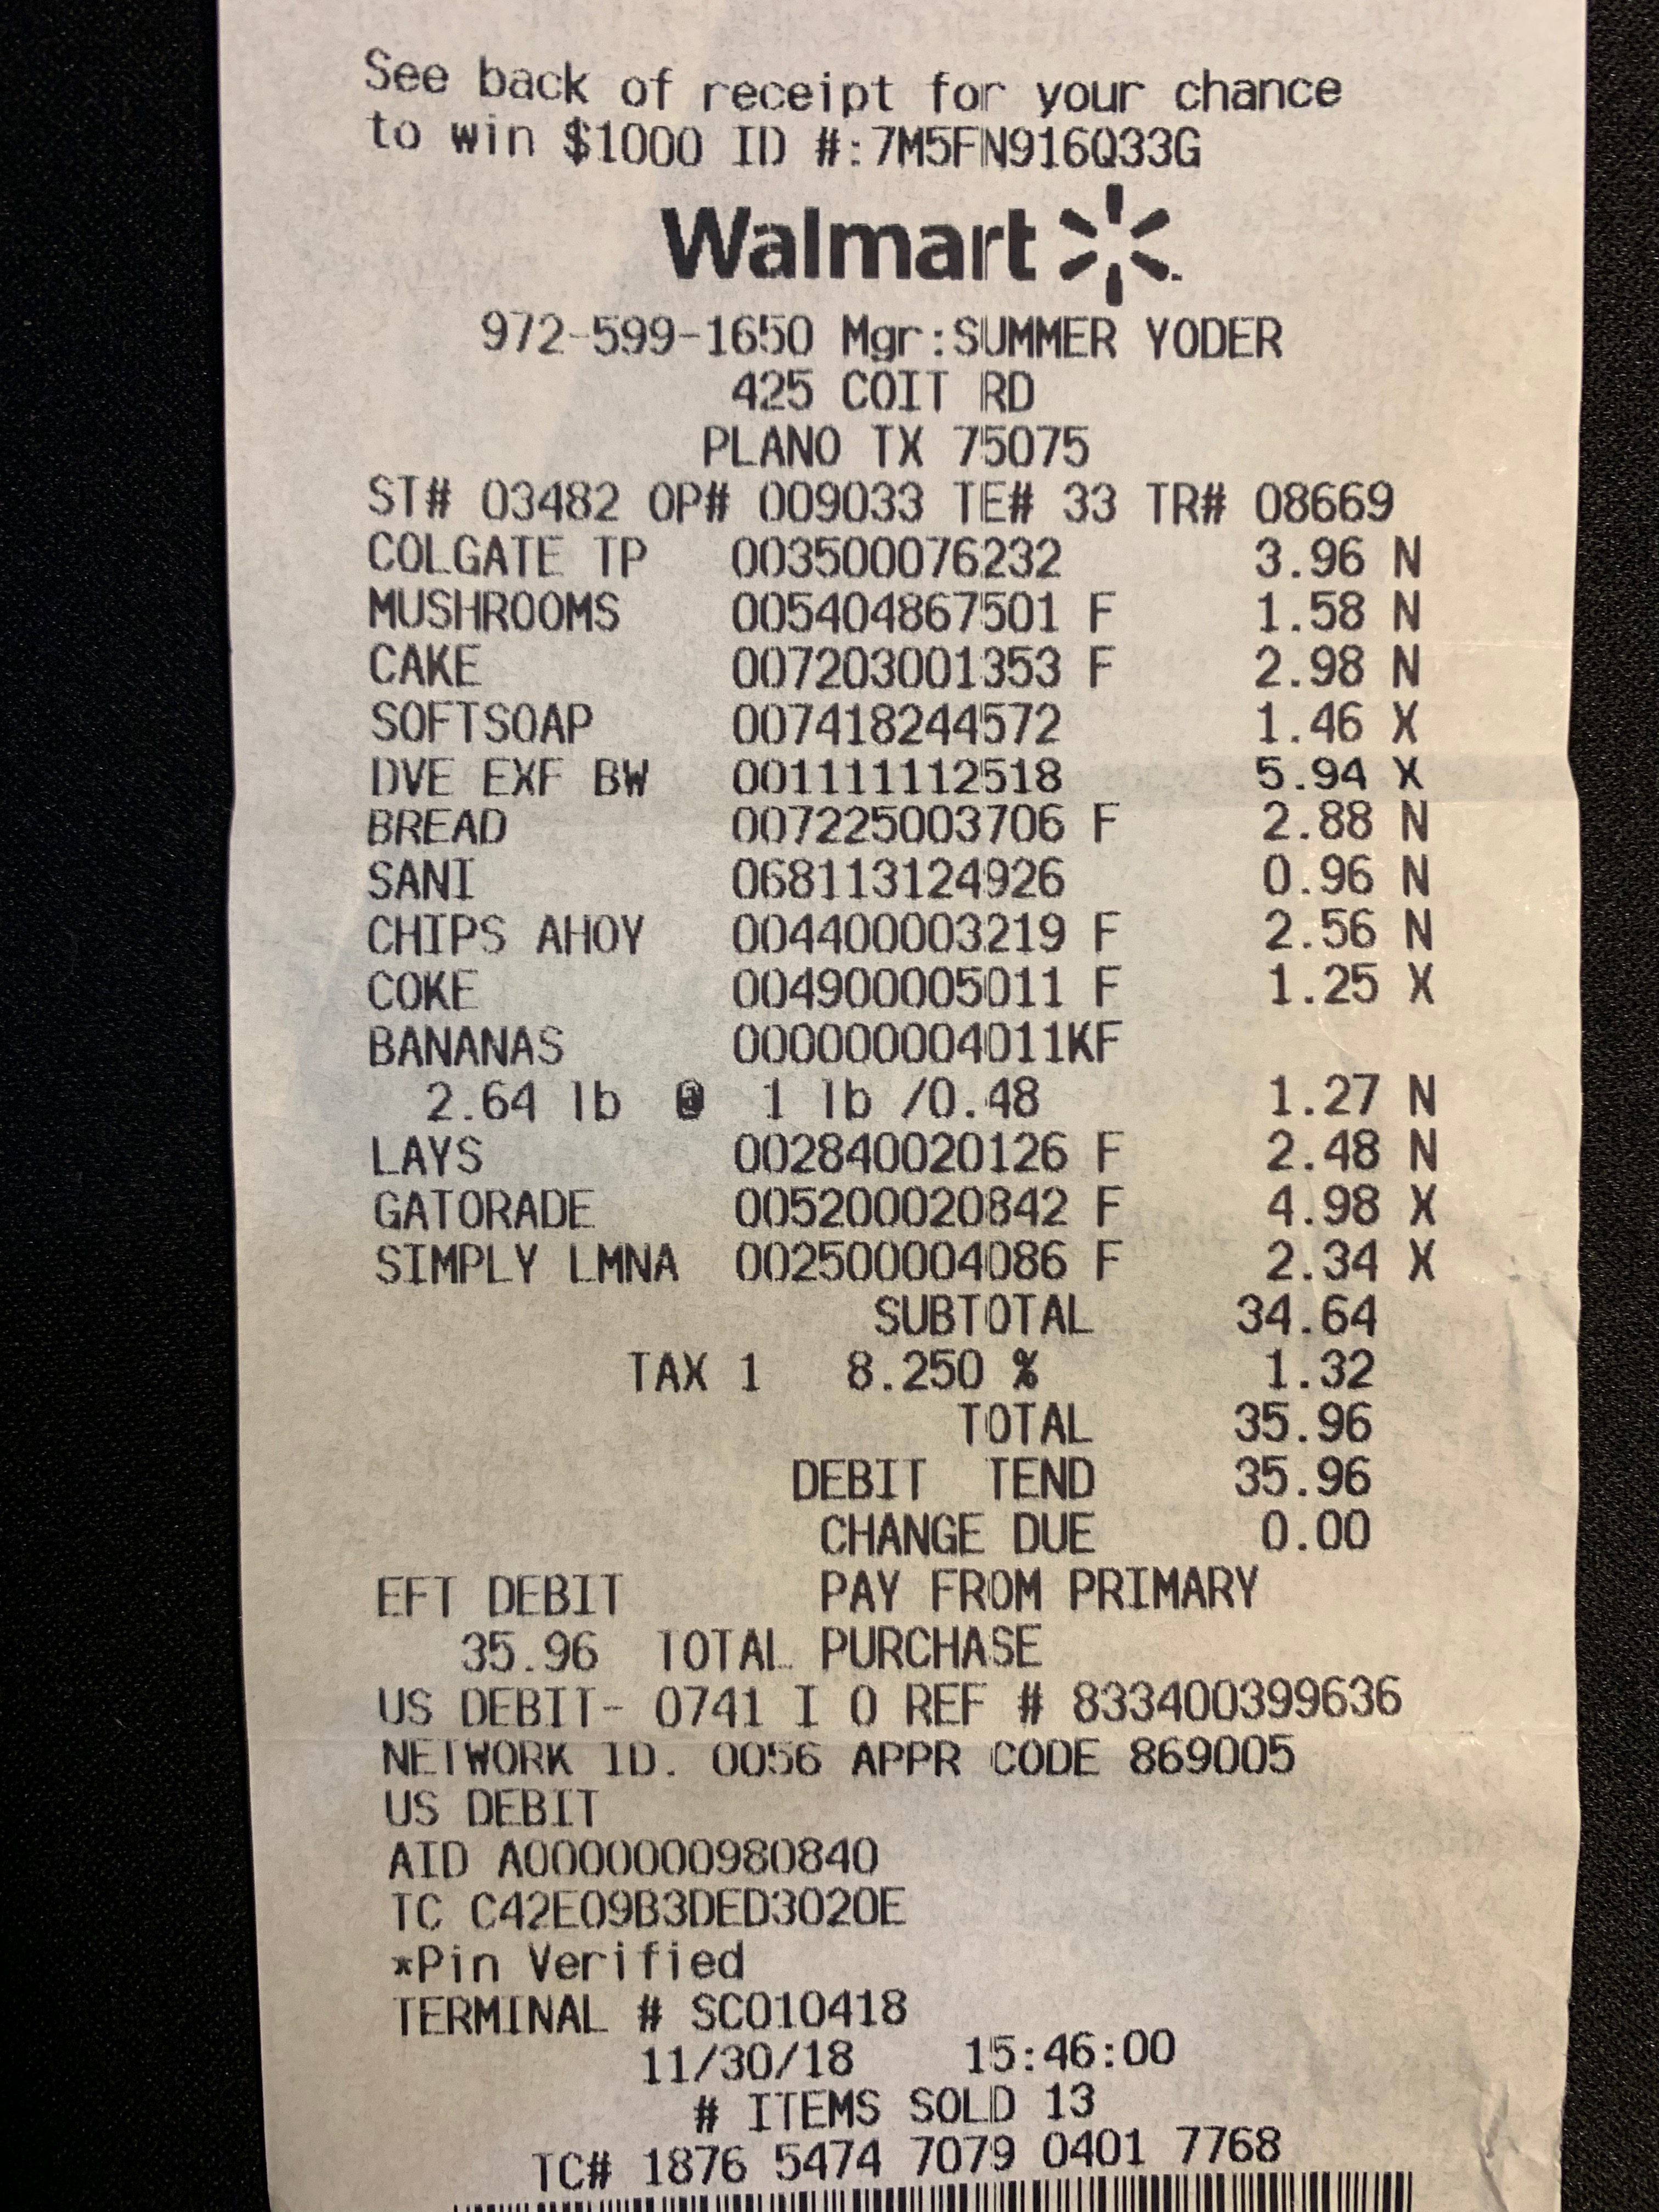 See back of receipt for your chance
to win $1000 ID #:7M5FN916Q33G
Walmart
972-599-1650 Mgr:SUMMER YODER
425 COIT RD
PLANO TX 75075
ST# 03482 OP# 009033 TE# 33 TR# 08669
COLGATE TP 003500076232 3.96 N
MUSHROOMS 005404867501 F 1.58 N
CAKE 007203001353 F 2.98 N
SOFTSOAP 007418244572 1.46 X
DVE EXF BW 001111112518 5.94 X
BREAD 007225003706 F 2.88 N
SANI 068113124926 0.96 N
CHIPS AHOY 004400003219 F 2.56 N
COKE 004900005011 F 1.25 X
BANANAS 000000004011KF
2.64 lb @ 1 lb /0.48 1.27 N
LAYS 002840020126 F 2.48 N
GATORADE 005200020842 F 4.98 X
SIMPLY LMNA 002500004086 F 2.34 X
SUBTOTAL 34.64
TAX 1 8.250 % 1.32
TOTAL 35.96
DEBIT TEND 35.96
CHANGE DUE 0.00
EFT DEBIT PAY FROM PRIMARY
35.96 TOTAL PURCHASE
US DEBIT- 0741 I 0 REF # 833400399636
NETWORK ID. 0056 APPR CODE 869005
US DEBIT
AID A0000000980840
TC C42E09B3DED3020E
*Pin Verified
TERMINAL # SC010418
11/30/18 15:46:00
# ITEMS SOLD 13
TC# 1876 5474 7079 0401 7768